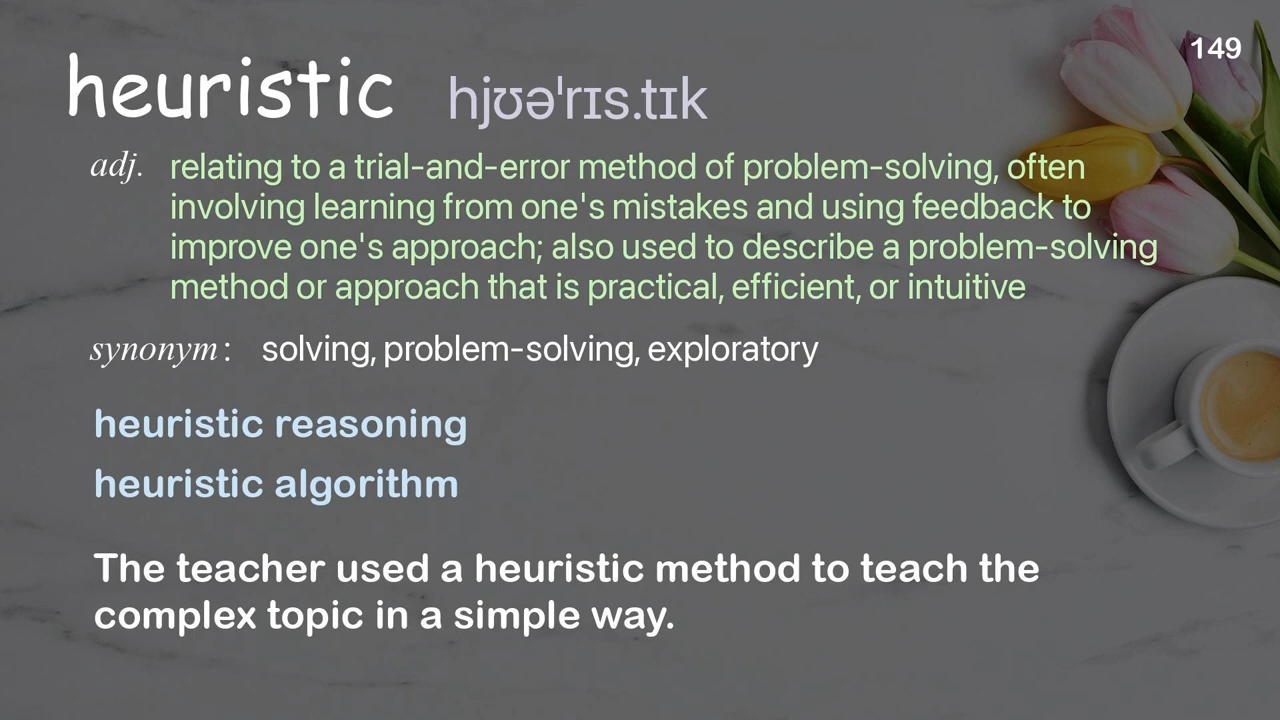 149
heuristic hjʊəˈrɪs.tɪk
adj. relating to a trial-and-error method of problem-solving, often
involving learning from one's mistakes and using feedback to
improve one's approach; also used to describe a problem-solving
method or approach that is practical, efficient, or intuitive
synonym: solving, problem-solving, exploratory
heuristic reasoning
heuristic algorithm
The teacher used a heuristic method to teach the
complex topic in a simple way.